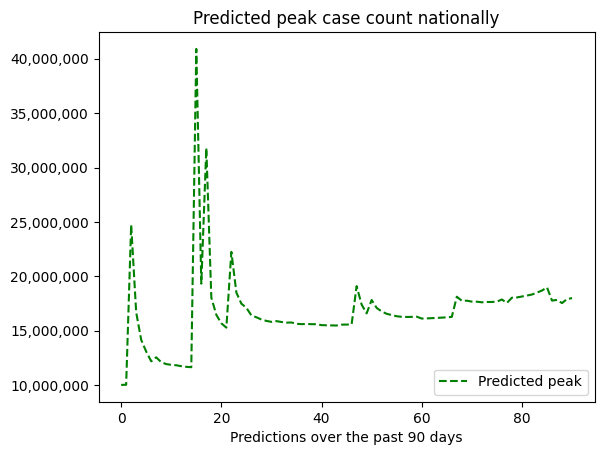 Predicted peak case count nationally
40,000,000
35,000,000
30,000,000
25,000,000
20,000,000
15,000,000
10,000,000
Predicted peak
0 20 40 60 80
Predictions over the past 90 days